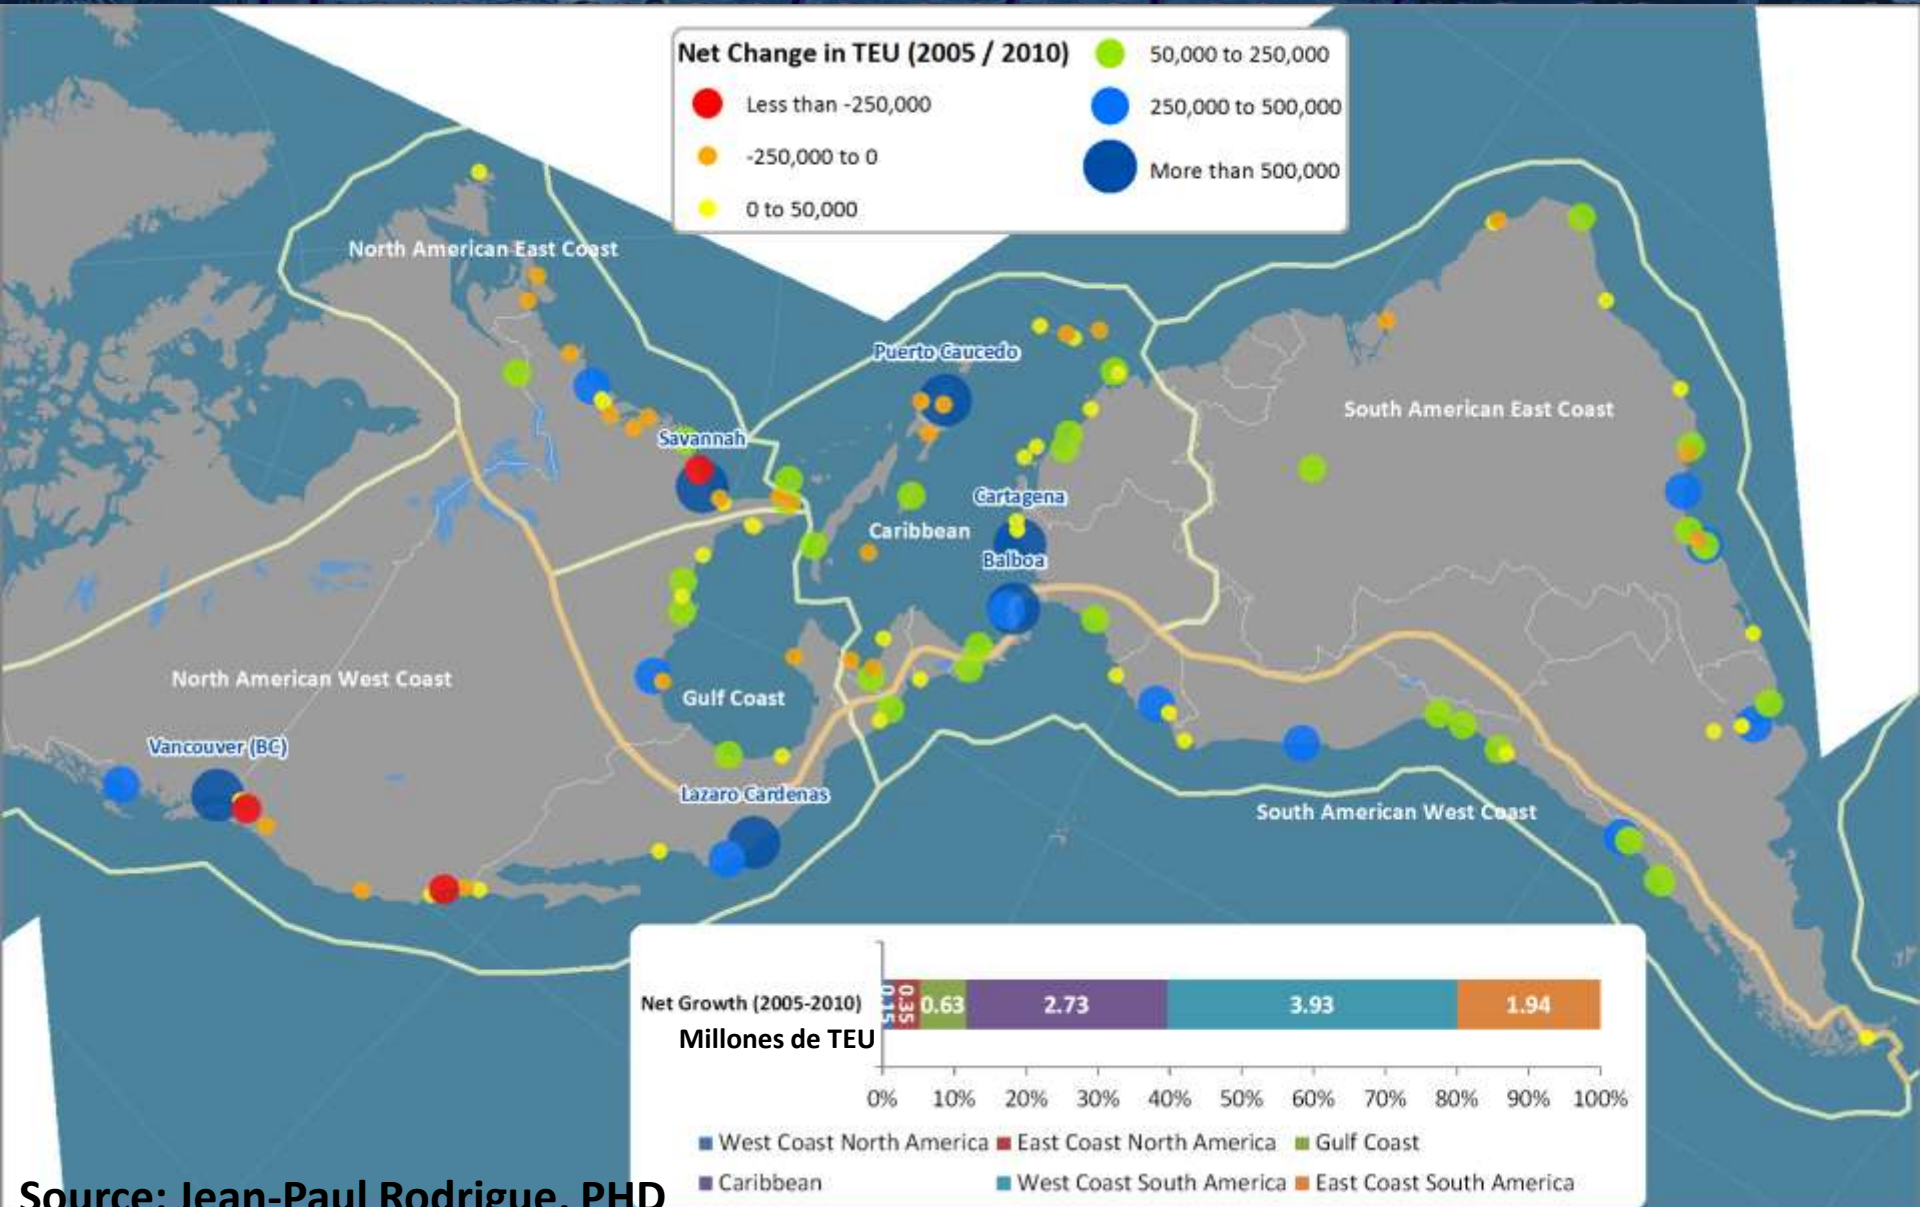 Net Change in TEU (2005 / 2010)
Less than -250,000
-250,000 to 0
0 to 50,000
50,000 to 250,000
250,000 to 500,000
More than 500,000
North American East Coast
Puerto Caucedo
South American East Coast
Savannah
Cartagena
Caribbean
Balboa
North American West Coast
Gulf Coast
Vancouver (BC)
Lazaro Cardenas
South American West Coast
Net Growth (2005-2010)
Millones de TEU
0.15 0.35 0.63 2.73 3.93 1.94
0% 10% 20% 30% 40% 50% 60% 70% 80% 90% 100%
West Coast North America East Coast North America Gulf Coast
Caribbean West Coast South America East Coast South America
Source: Jean-Paul Rodrigue, PHD